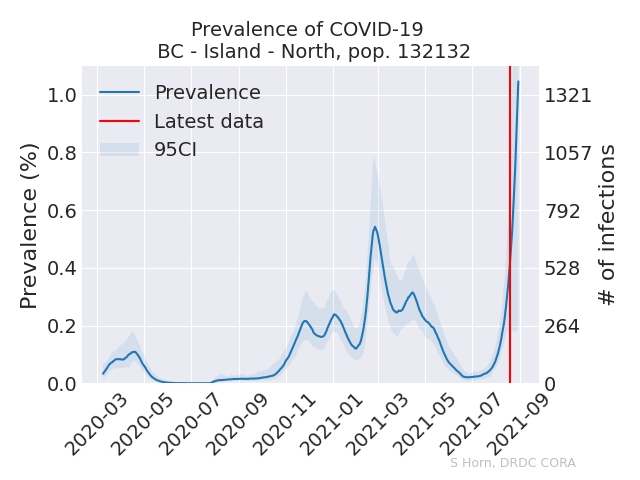 Prevalence of COVID-19
BC - Island - North, pop. 132132
Prevalence
Latest data
95CI
Prevalence (%)
1.0
0.8
0.6
0.4
0.2
0.0
1321
1057
792
528
264
0
# of infections
2020-03
2020-05
2020-07
2020-09
2020-11
2021-01
2021-03
2021-05
2021-07
2021-09
S Horn, DRDC CORA